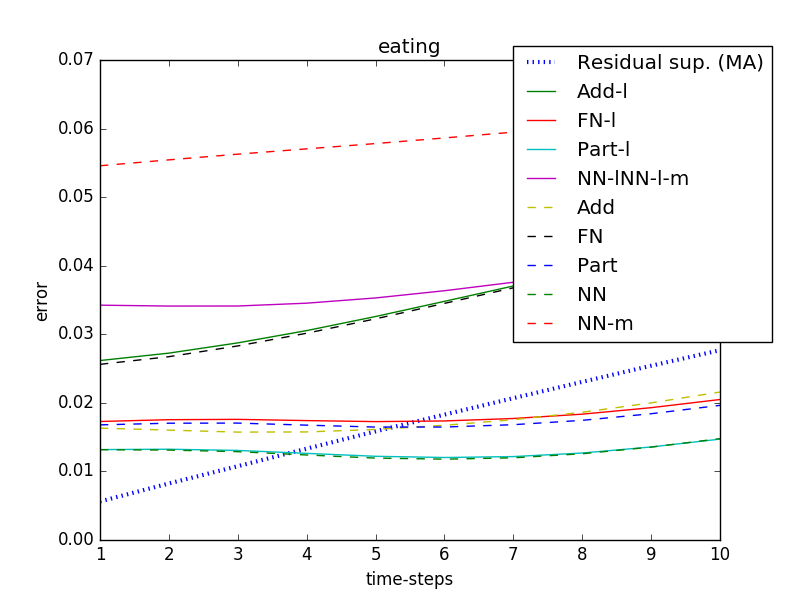 eating
0.07
0.06
0.05
0.04
0.03
0.02
0.01
0.00
error
1 2 3 4 5 6 7 8 9 10
time-steps
Residual sup. (MA)
Add-l
FN-l
Part-l
NN-lNN-l-m
Add
FN
Part
NN
NN-m